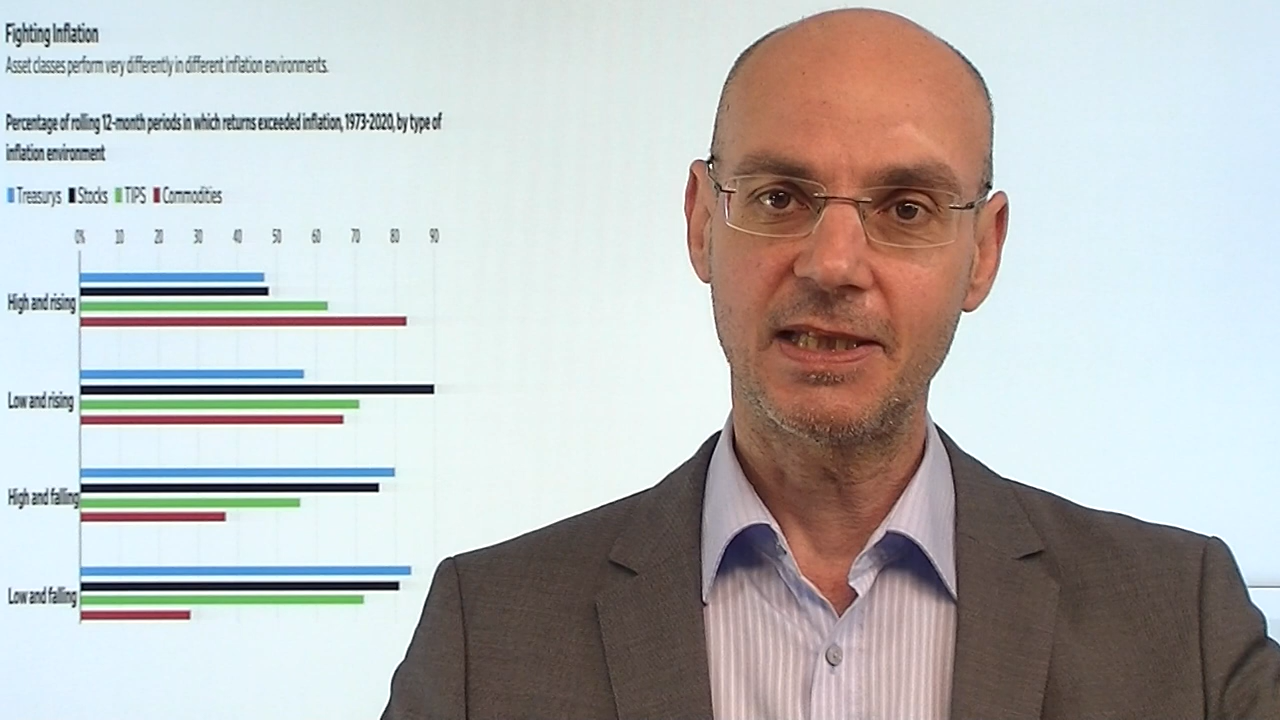 Fighting Inflation
Asset classes perform very differently in different inflation environments.
Percentage of rolling 12-month periods in which returns exceeded inflation, 1973-2020, by type of
inflation environment
Treasurys Stocks TIPS Commodities
0% 10 20 30 40 50 60 70 80 90
High and rising
Low and rising
High and falling
Low and falling